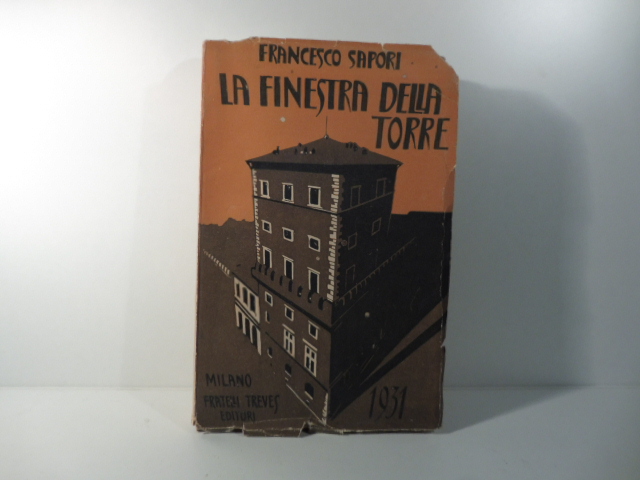 FRANCESCO SAPORI
LA FINESTRA DELLA
TORRE
MILANO
FRATELLI TREVES
EDITORI
1931